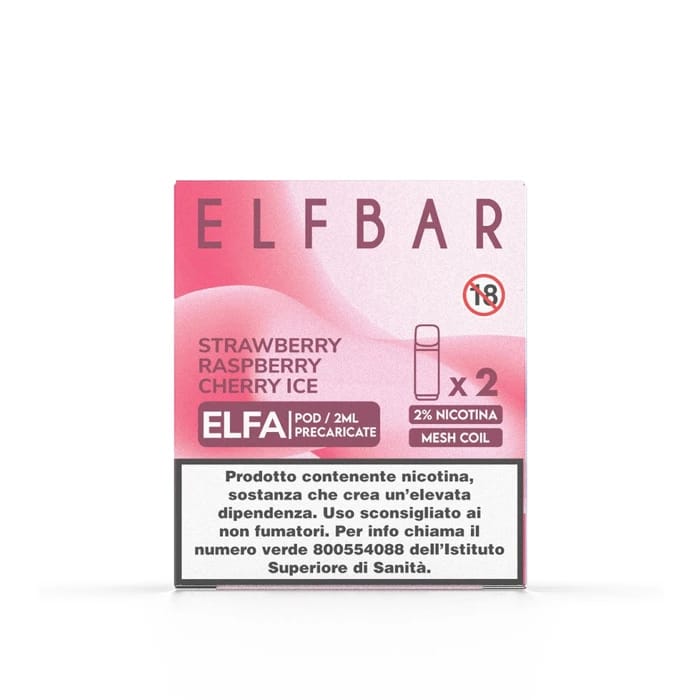 ELFBAR
18
STRAWBERRY
RASPBERRY
CHERRY ICE
x 2
ELFA
POD / 2ML
PRECARICATE
2% NICOTINA
MESH COIL
Prodotto contenente nicotina,
sostanza che crea un'elevata
dipendenza. Uso sconsigliato ai
non fumatori. Per info chiama il
numero verde 800554088 dell'Istituto
Superiore di Sanità.